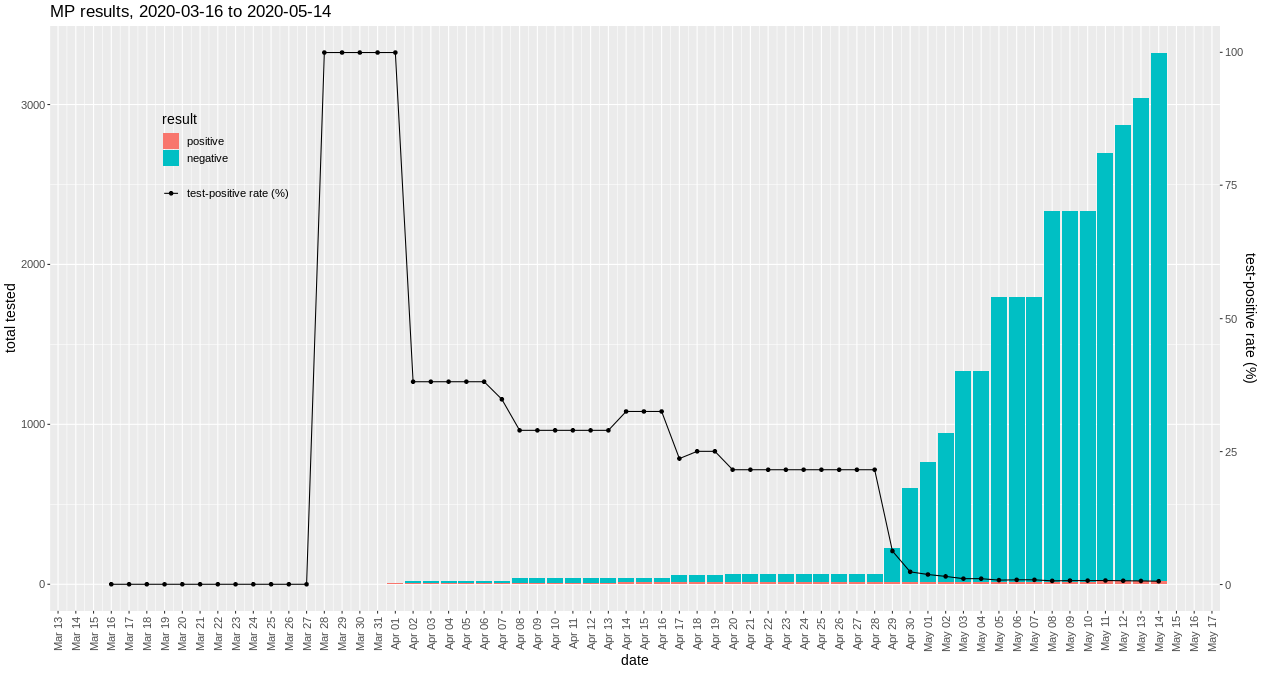 MP results, 2020-03-16 to 2020-05-14
total tested
3000
2000
1000
0
result
positive
negative
test-positive rate (%)
100
75
50
25
0
test-positive rate (%)
Mar 13
Mar 14
Mar 15
Mar 16
Mar 17
Mar 18
Mar 19
Mar 20
Mar 21
Mar 22
Mar 23
Mar 24
Mar 25
Mar 26
Mar 27
Mar 28
Mar 29
Mar 30
Mar 31
Apr 01
Apr 02
Apr 03
Apr 04
Apr 05
Apr 06
Apr 07
Apr 08
Apr 09
Apr 10
Apr 11
Apr 12
Apr 13
Apr 14
Apr 15
Apr 16
Apr 17
Apr 18
Apr 19
Apr 20
Apr 21
Apr 22
Apr 23
Apr 24
Apr 25
Apr 26
Apr 27
Apr 28
Apr 29
Apr 30
May 01
May 02
May 03
May 04
May 05
May 06
May 07
May 08
May 09
May 10
May 11
May 12
May 13
May 14
May 15
May 16
May 17
date